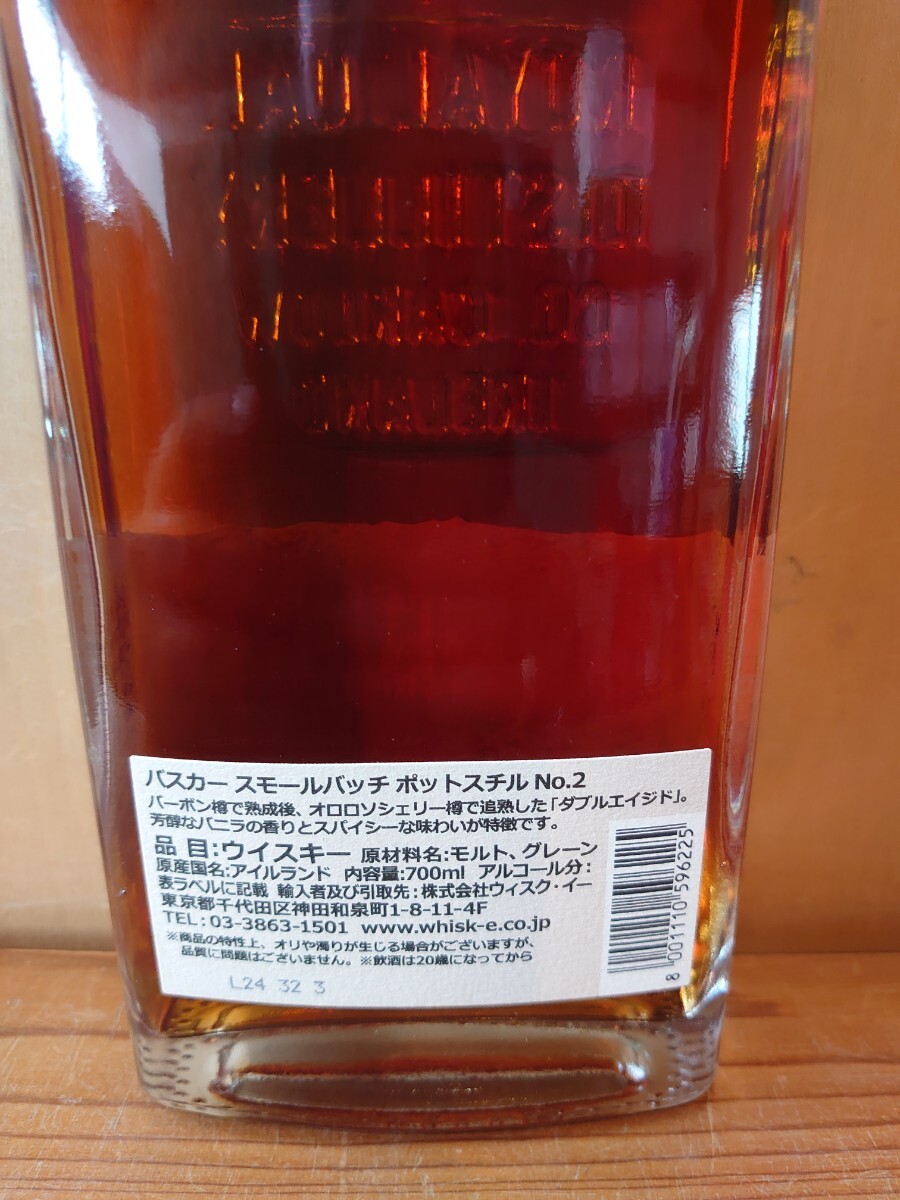 バスカー スモールバッチ ポットスチル No.2
バーボン樽で熟成後、オロロソシェリー樽で追熟した「ダブルエイジド」。
芳醇なバニラの香りとスパイシーな味わいが特徴です。
品 目:ウイスキー 原材料名:モルト、グレーン
原産国名:アイルランド 内容量:700ml アルコール分:
表ラベルに記載 輸入者及び引取先:株式会社ウィスク・イー
東京都千代田区神田和泉町1-8-11-4F
TEL:03-3863-1501 www.whisk-e.co.jp
※商品の特性上、オリや濁りが生じる場合がございますが、
品質に問題はございません。※飲酒は20歳になってから
L24 32 3
8 001110 596225